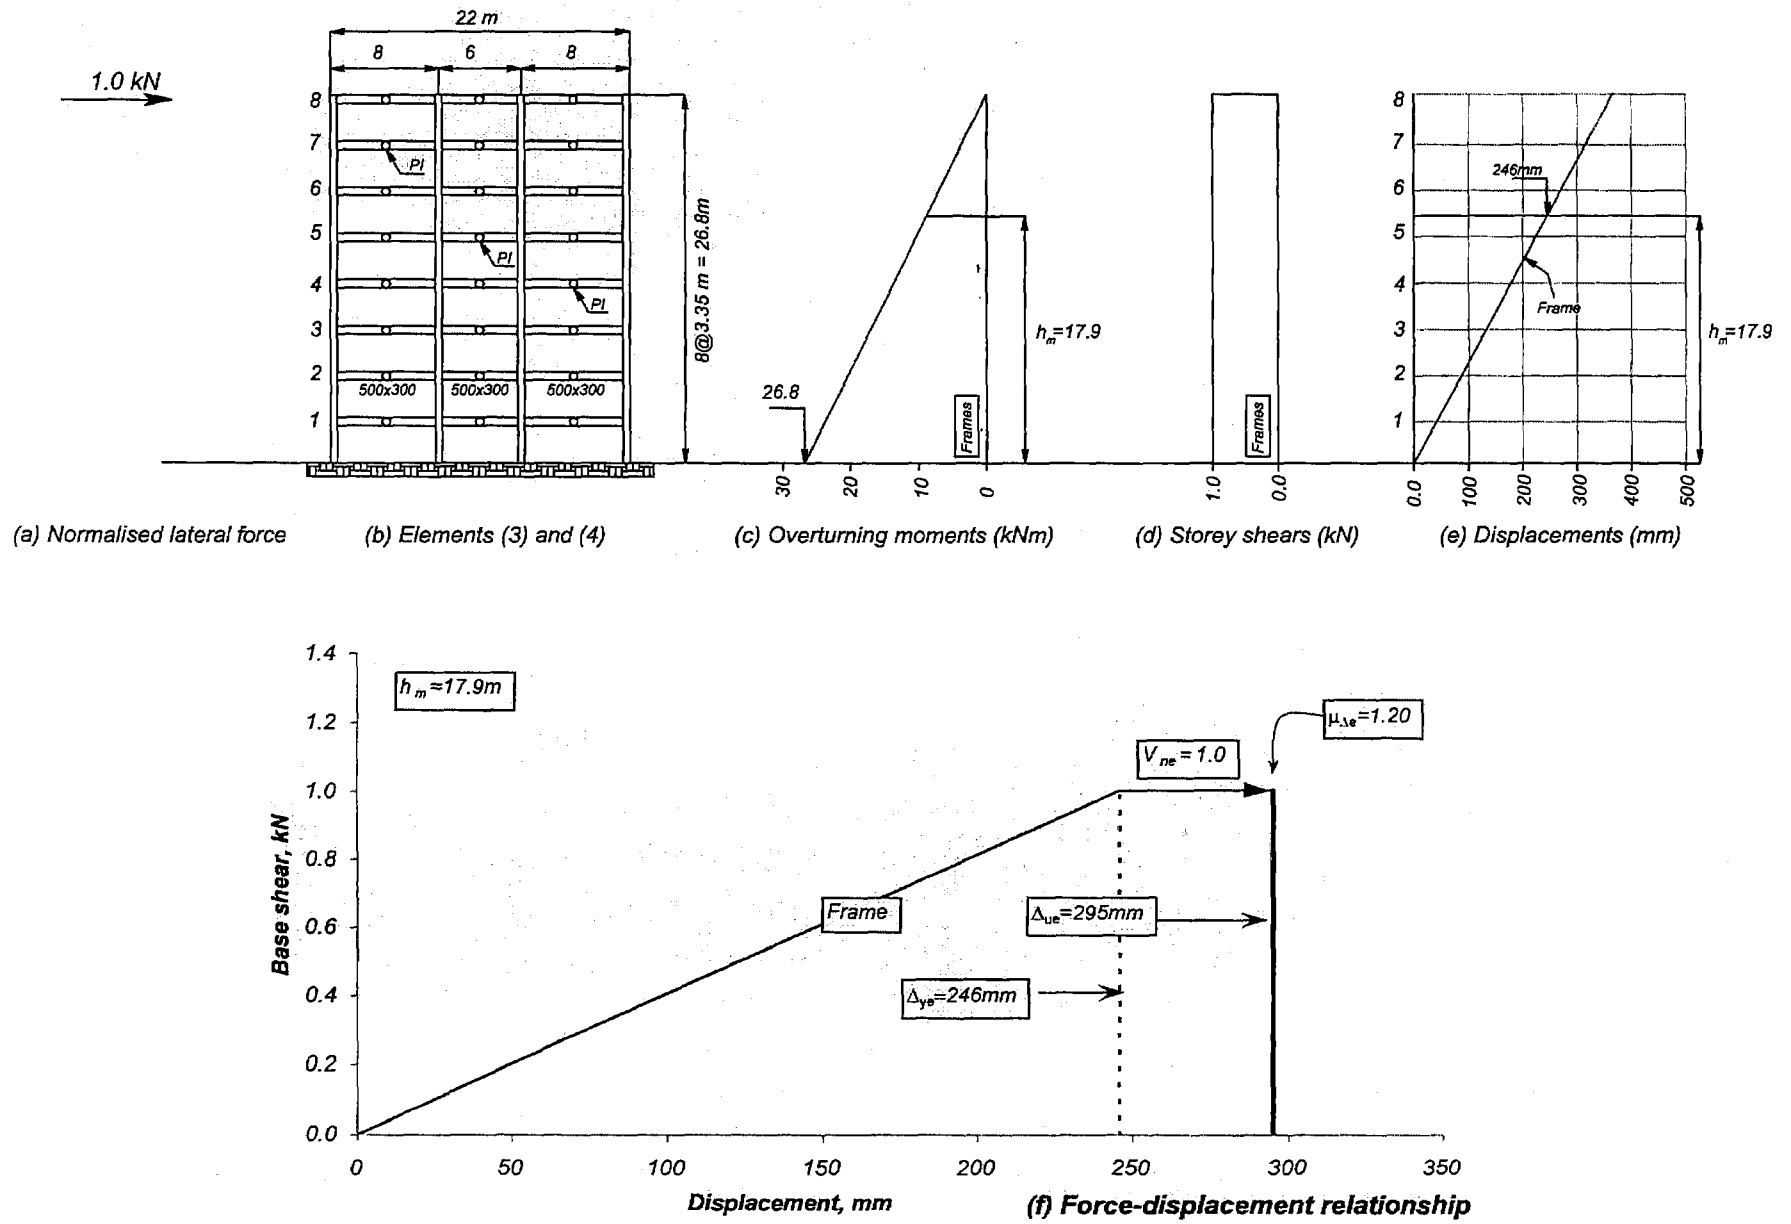 22 m
8 6 8
1.0 kN
8
7
PI
6
5
PI
4
PI
3
2
500x300 500x300 500x300
1
8@3.35 m = 26.8m
26.8
Frames
h_m=17.9
30 20 10 0
Frames
1.0 0.0
8
7
246mm
6
5
4
Frame
3
h_m=17.9
2
1
0.0 100 200 300 400 500
(a) Normalised lateral force
(b) Elements (3) and (4)
(c) Overturning moments (kNm)
(d) Storey shears (kN)
(e) Displacements (mm)
1.4
h_m=17.9m
μΔe=1.20
1.2
V_ne = 1.0
1.0
0.8
Frame
Δue=295mm
0.6
Base shear, kN
0.4
Δye=246mm
0.2
0.0
0 50 100 150 200 250 300 350
Displacement, mm
(f) Force-displacement relationship